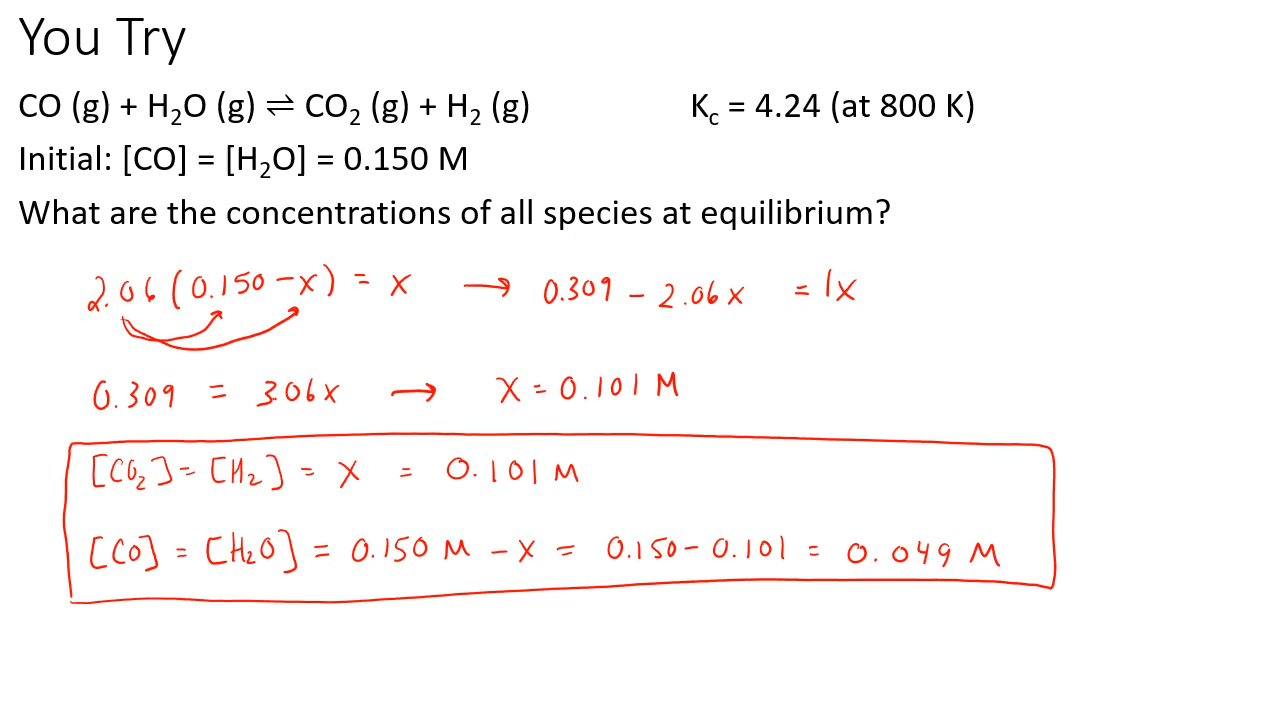 You Try
CO (g) + H₂O (g) ⇌ CO₂ (g) + H₂ (g) K꜀ = 4.24 (at 800 K)
Initial: [CO] = [H₂O] = 0.150 M
What are the concentrations of all species at equilibrium?
2.06 (0.150 - x) = x → 0.309 - 2.06x = 1x
0.309 = 3.06x → x = 0.101 M
[CO₂] = [H₂] = x = 0.101 M
[CO] = [H₂O] = 0.150 M - x = 0.150 - 0.101 = 0.049 M